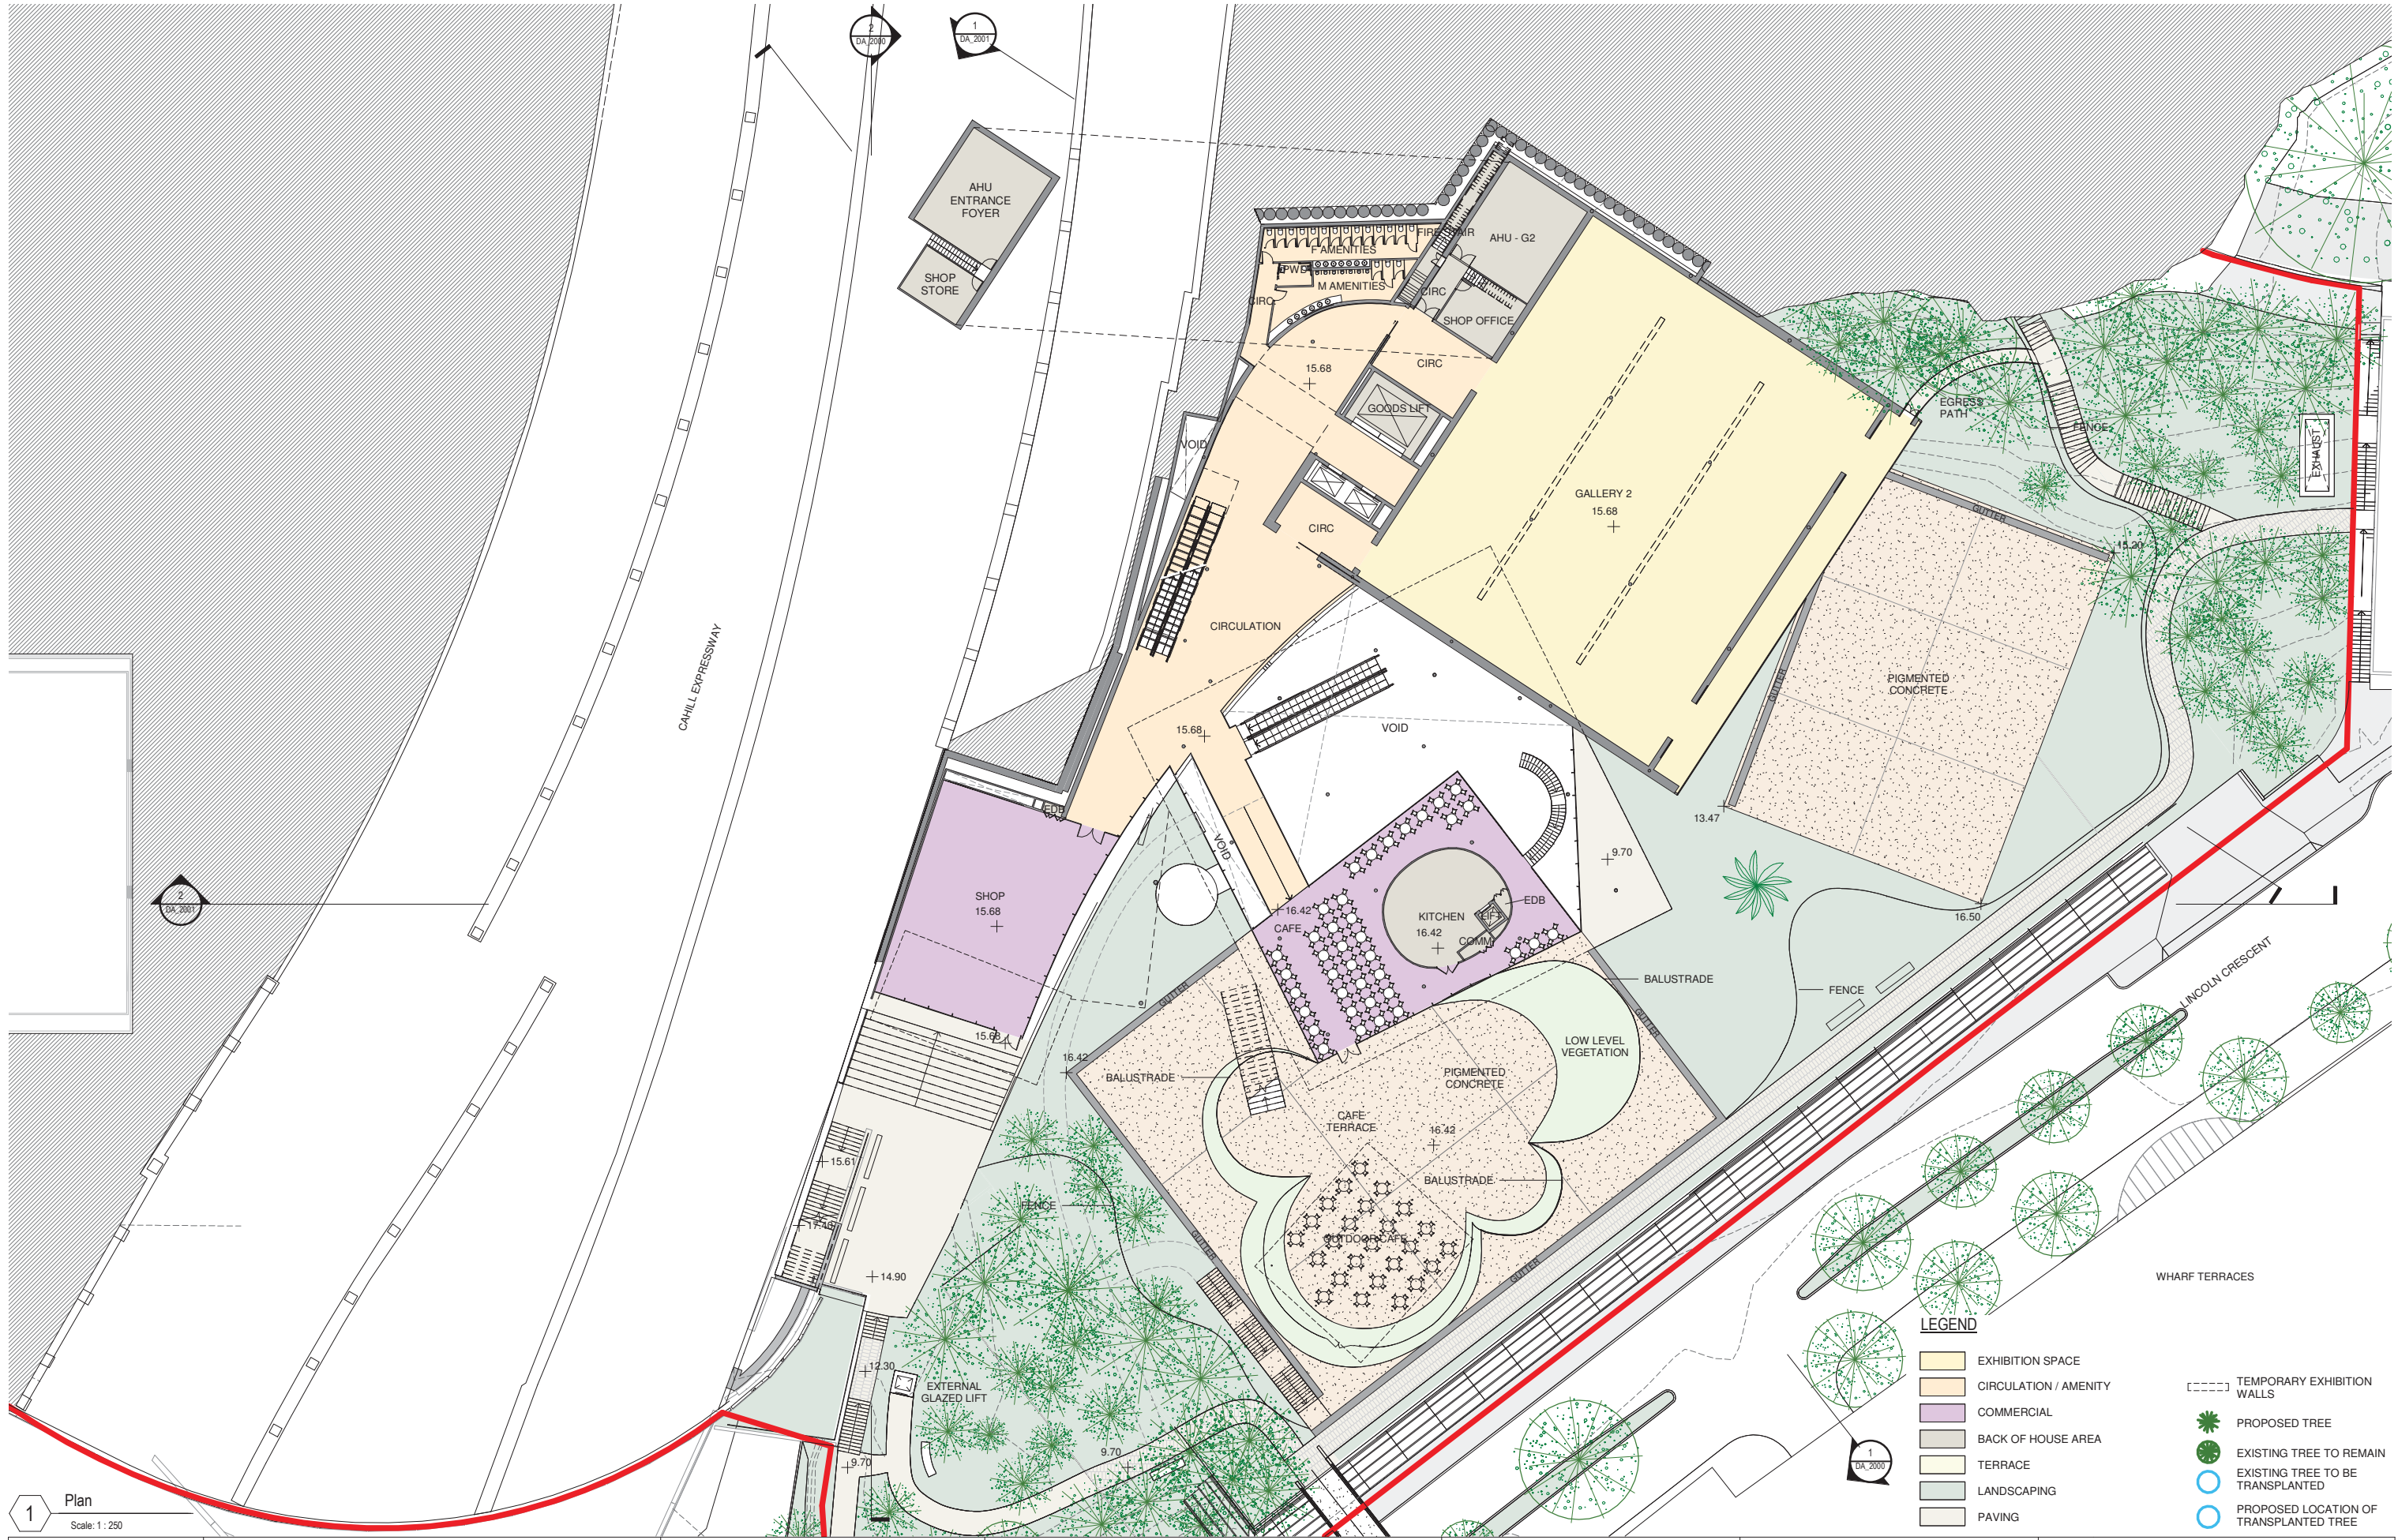 2
DA_2000
1
DA_2001
AHU
ENTRANCE
FOYER
SHOP
STORE
F AMENITIES
FIRE STAIR
AHU - G2
PWD
M AMENITIES
CIRC
CIRC
SHOP OFFICE
CIRC
15.68
GOODS LIFT
VOID
EGRESS
PATH
FENCE
EXHAUST
GALLERY 2
15.68
GUTTER
CIRC
15.20
CIRCULATION
CAHILL EXPRESSWAY
PIGMENTED
CONCRETE
GUTTER
15.68
VOID
EDB
13.47
VOID
9.70
2
DA_2001
SHOP
15.68
16.42
CAFE
KITCHEN
16.42
LIFT
EDB
COMM
16.50
LINCOLN CRESCENT
BALUSTRADE
FENCE
GUTTER
GUTTER
15.68
16.42
LOW LEVEL
VEGETATION
BALUSTRADE
PIGMENTED
CONCRETE
CAFE
TERRACE
16.42
15.61
BALUSTRADE
FENCE
17.40
OUTDOOR CAFE
GUTTER
GUTTER
14.90
WHARF TERRACES
12.30
EXTERNAL
GLAZED LIFT
9.70
9.70
1
DA_2000
LEGEND
EXHIBITION SPACE
CIRCULATION / AMENITY
COMMERCIAL
BACK OF HOUSE AREA
TERRACE
LANDSCAPING
PAVING
TEMPORARY EXHIBITION
WALLS
PROPOSED TREE
EXISTING TREE TO REMAIN
EXISTING TREE TO BE
TRANSPLANTED
PROPOSED LOCATION OF
TRANSPLANTED TREE
1
Plan
Scale: 1 : 250